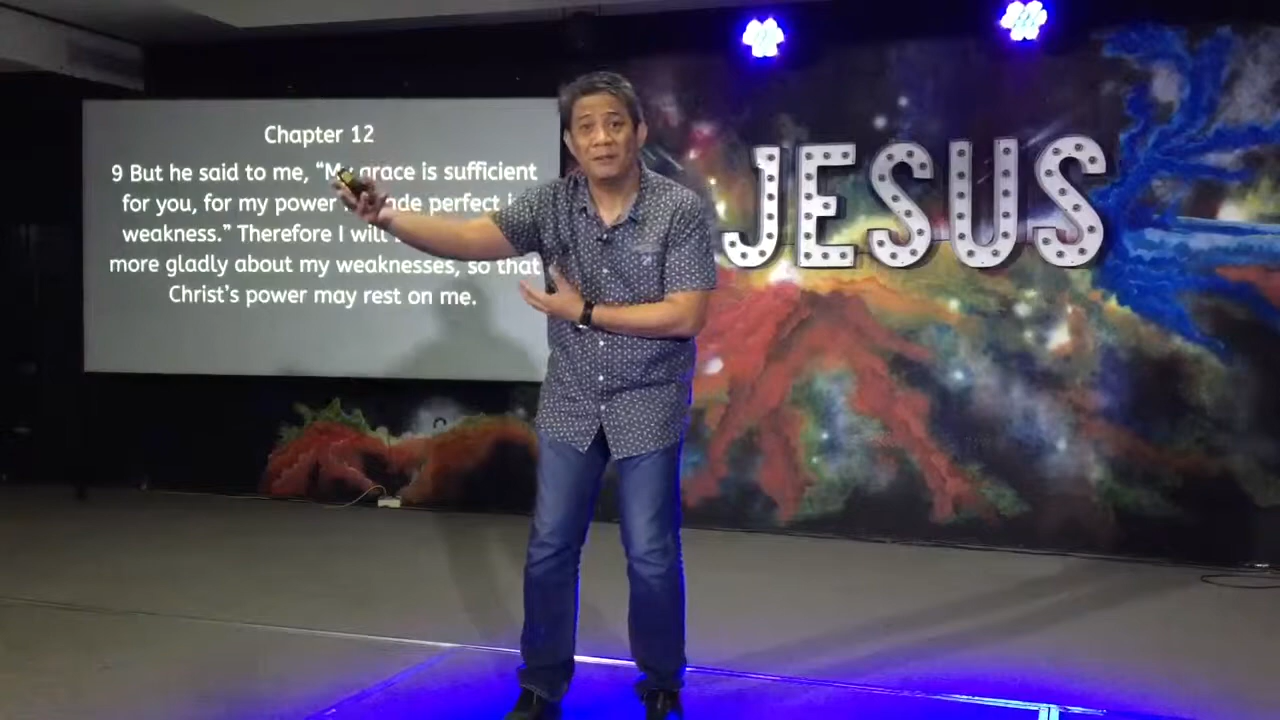 Chapter 12
9 But he said to me, “My grace is sufficient
for you, for my power made perfect
weakness.” Therefore I will
more gladly about my weaknesses, so that
Christ’s power may rest on me.
JESUS